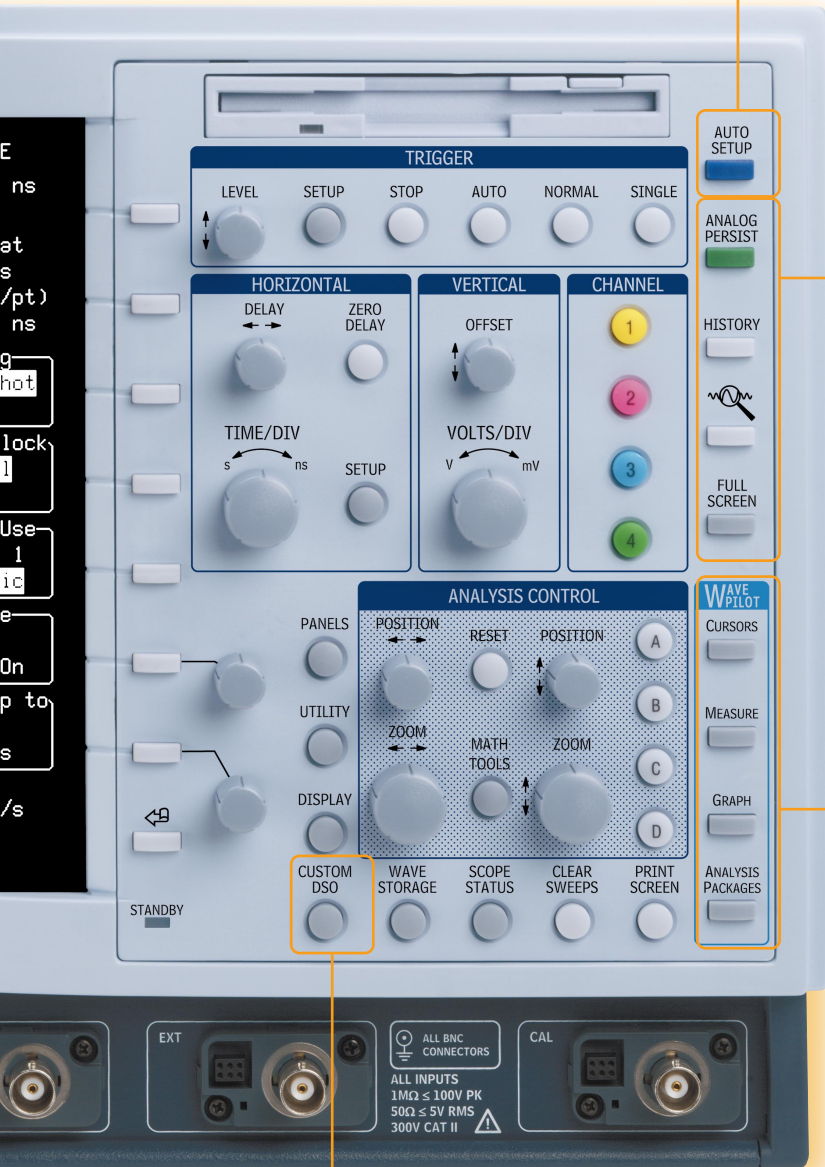 E
ns
at
s
/pt)
ns
g
hot
lock
l
Use
1
ic
e
On
p to
s
/s
AUTO
SETUP
TRIGGER
LEVEL
SETUP
STOP
AUTO
NORMAL
SINGLE
ANALOG
PERSIST
HISTORY
FULL
SCREEN
HORIZONTAL
DELAY
ZERO
DELAY
TIME/DIV
s
ns
SETUP
VERTICAL
OFFSET
VOLTS/DIV
V
mV
CHANNEL
1
2
3
4
ANALYSIS CONTROL
POSITION
RESET
POSITION
ZOOM
MATH
TOOLS
ZOOM
A
B
C
D
WAVE
PILOT
CURSORS
MEASURE
GRAPH
ANALYSIS
PACKAGES
PANELS
UTILITY
DISPLAY
CUSTOM
DSO
WAVE
STORAGE
SCOPE
STATUS
CLEAR
SWEEPS
PRINT
SCREEN
STANDBY
EXT
ALL BNC
CONNECTORS
ALL INPUTS
1MΩ ≤ 100V PK
50Ω ≤ 5V RMS
300V CAT II
CAL